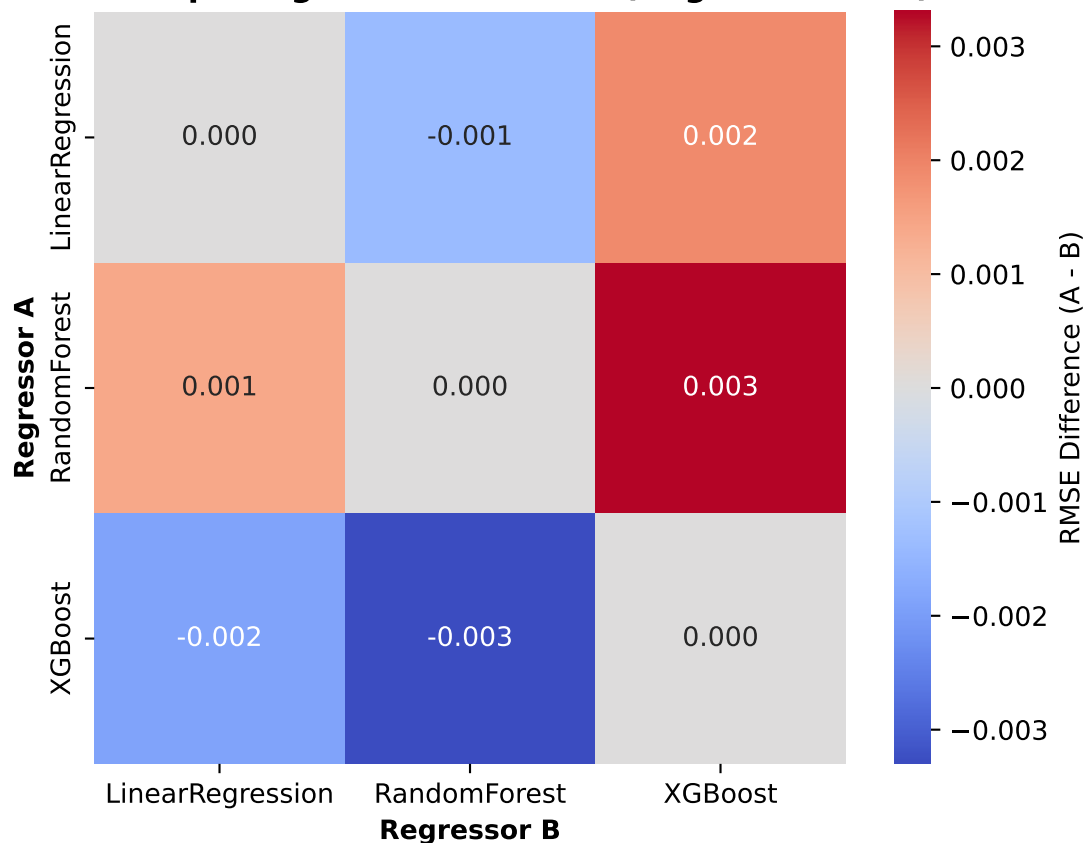 LinearRegression
0.000
-0.001
0.002
RandomForest
0.001
0.000
0.003
XGBoost
-0.002
-0.003
0.000
Regressor A
LinearRegression
RandomForest
XGBoost
Regressor B
0.003
0.002
0.001
0.000
−0.001
−0.002
−0.003
RMSE Difference (A - B)